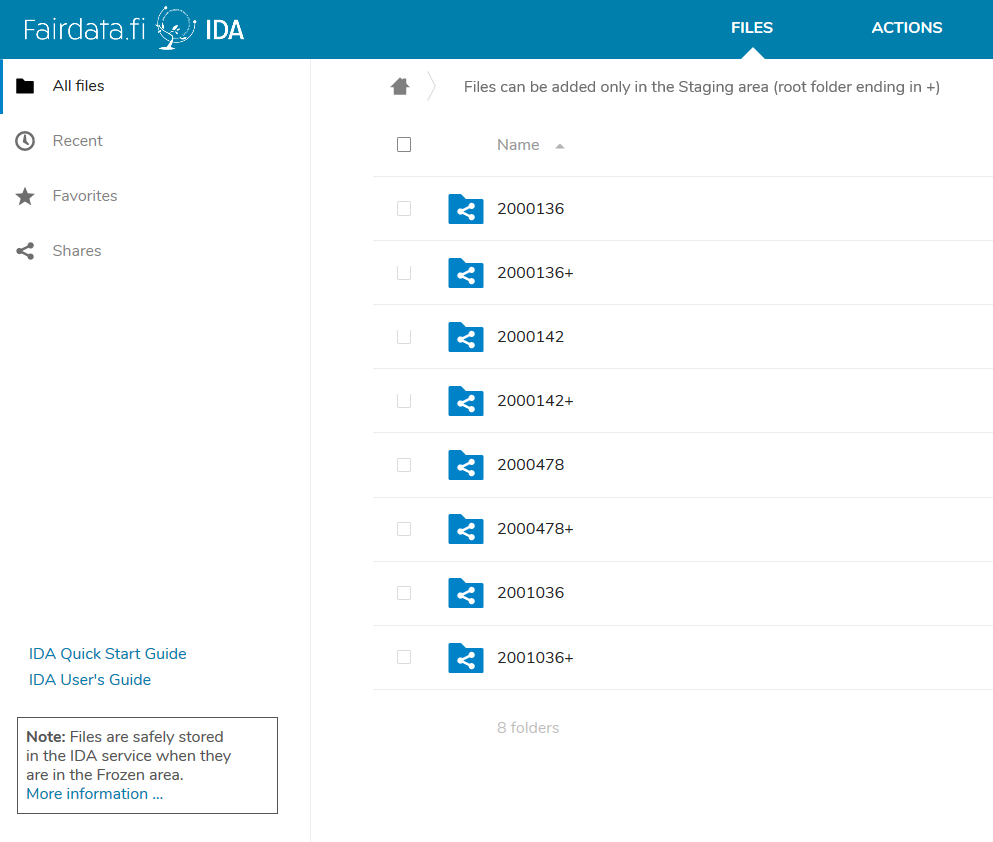 Fairdata.fi IDA
FILES
ACTIONS
All files
Recent
Favorites
Shares
Files can be added only in the Staging area (root folder ending in +)
Name
2000136
2000136+
2000142
2000142+
2000478
2000478+
2001036
2001036+
8 folders
IDA Quick Start Guide
IDA User's Guide
Note: Files are safely stored
in the IDA service when they
are in the Frozen area.
More information ...